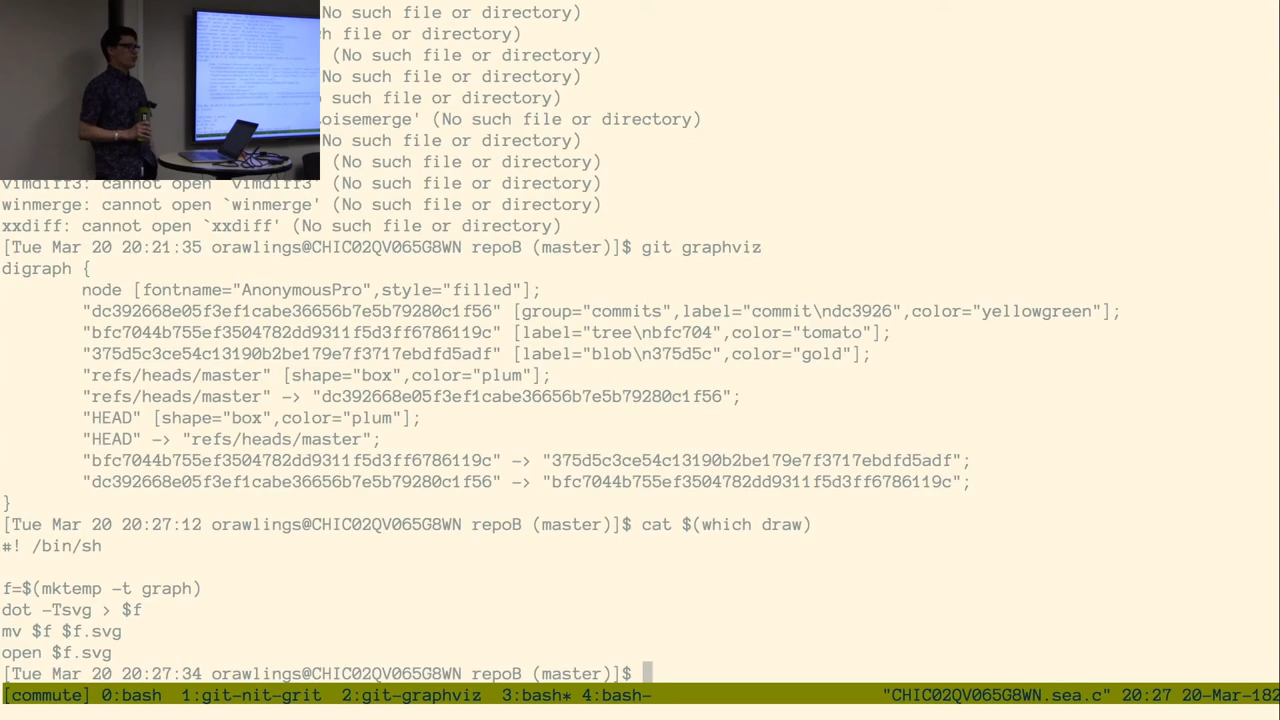 No such file or directory)
h file or directory)
(No such file or directory)
No such file or directory)
such file or directory)
oisemerge' (No such file or directory)
No such file or directory)
(No such file or directory)
vimdiff3: cannot open `vimdiff3' (No such file or directory)
winmerge: cannot open `winmerge' (No such file or directory)
xxdiff: cannot open `xxdiff' (No such file or directory)
[Tue Mar 20 20:21:35 orawlings@CHIC02QV065G8WN repoB (master)]$ git graphviz
digraph {
node [fontname="AnonymousPro",style="filled"];
"dc392668e05f3ef1cabe36656b7e5b79280c1f56" [group="commits",label="commit\ndc3926",color="yellowgreen"];
"bfc7044b755ef3504782dd9311f5d3ff6786119c" [label="tree\nbfc704",color="tomato"];
"375d5c3ce54c13190b2be179e7f3717ebdfd5adf" [label="blob\n375d5c",color="gold"];
"refs/heads/master" [shape="box",color="plum"];
"refs/heads/master" -> "dc392668e05f3ef1cabe36656b7e5b79280c1f56";
"HEAD" [shape="box",color="plum"];
"HEAD" -> "refs/heads/master";
"bfc7044b755ef3504782dd9311f5d3ff6786119c" -> "375d5c3ce54c13190b2be179e7f3717ebdfd5adf";
"dc392668e05f3ef1cabe36656b7e5b79280c1f56" -> "bfc7044b755ef3504782dd9311f5d3ff6786119c";
}
[Tue Mar 20 20:27:12 orawlings@CHIC02QV065G8WN repoB (master)]$ cat $(which draw)
#! /bin/sh
f=$(mktemp -t graph)
dot -Tsvg > $f
mv $f $f.svg
open $f.svg
[Tue Mar 20 20:27:34 orawlings@CHIC02QV065G8WN repoB (master)]$
[commute] 0:bash 1:git-nit-grit 2:git-graphviz 3:bash* 4:bash- "CHIC02QV065G8WN.sea.c" 20:27 20-Mar-182